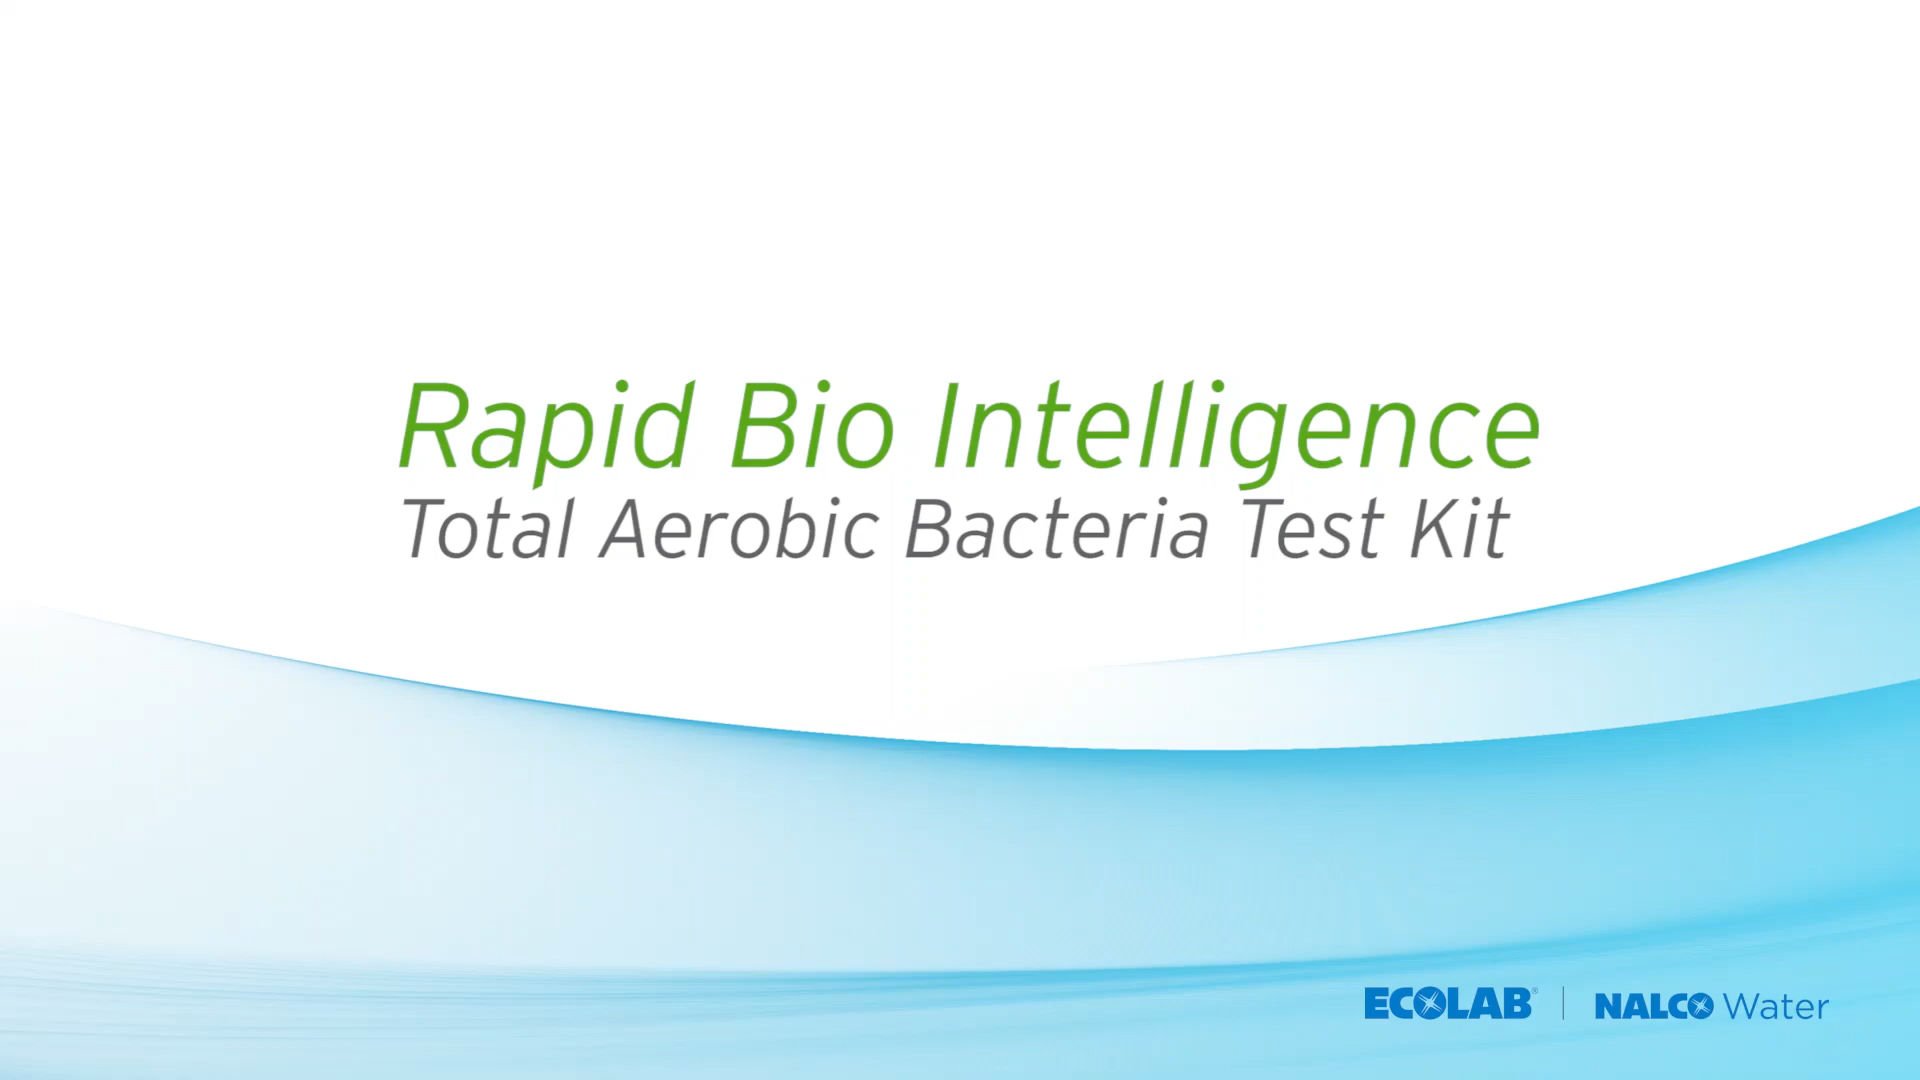 Rapid Bio Intelligence
Total Aerobic Bacteria Test Kit
ECOLAB® | NALCO Water